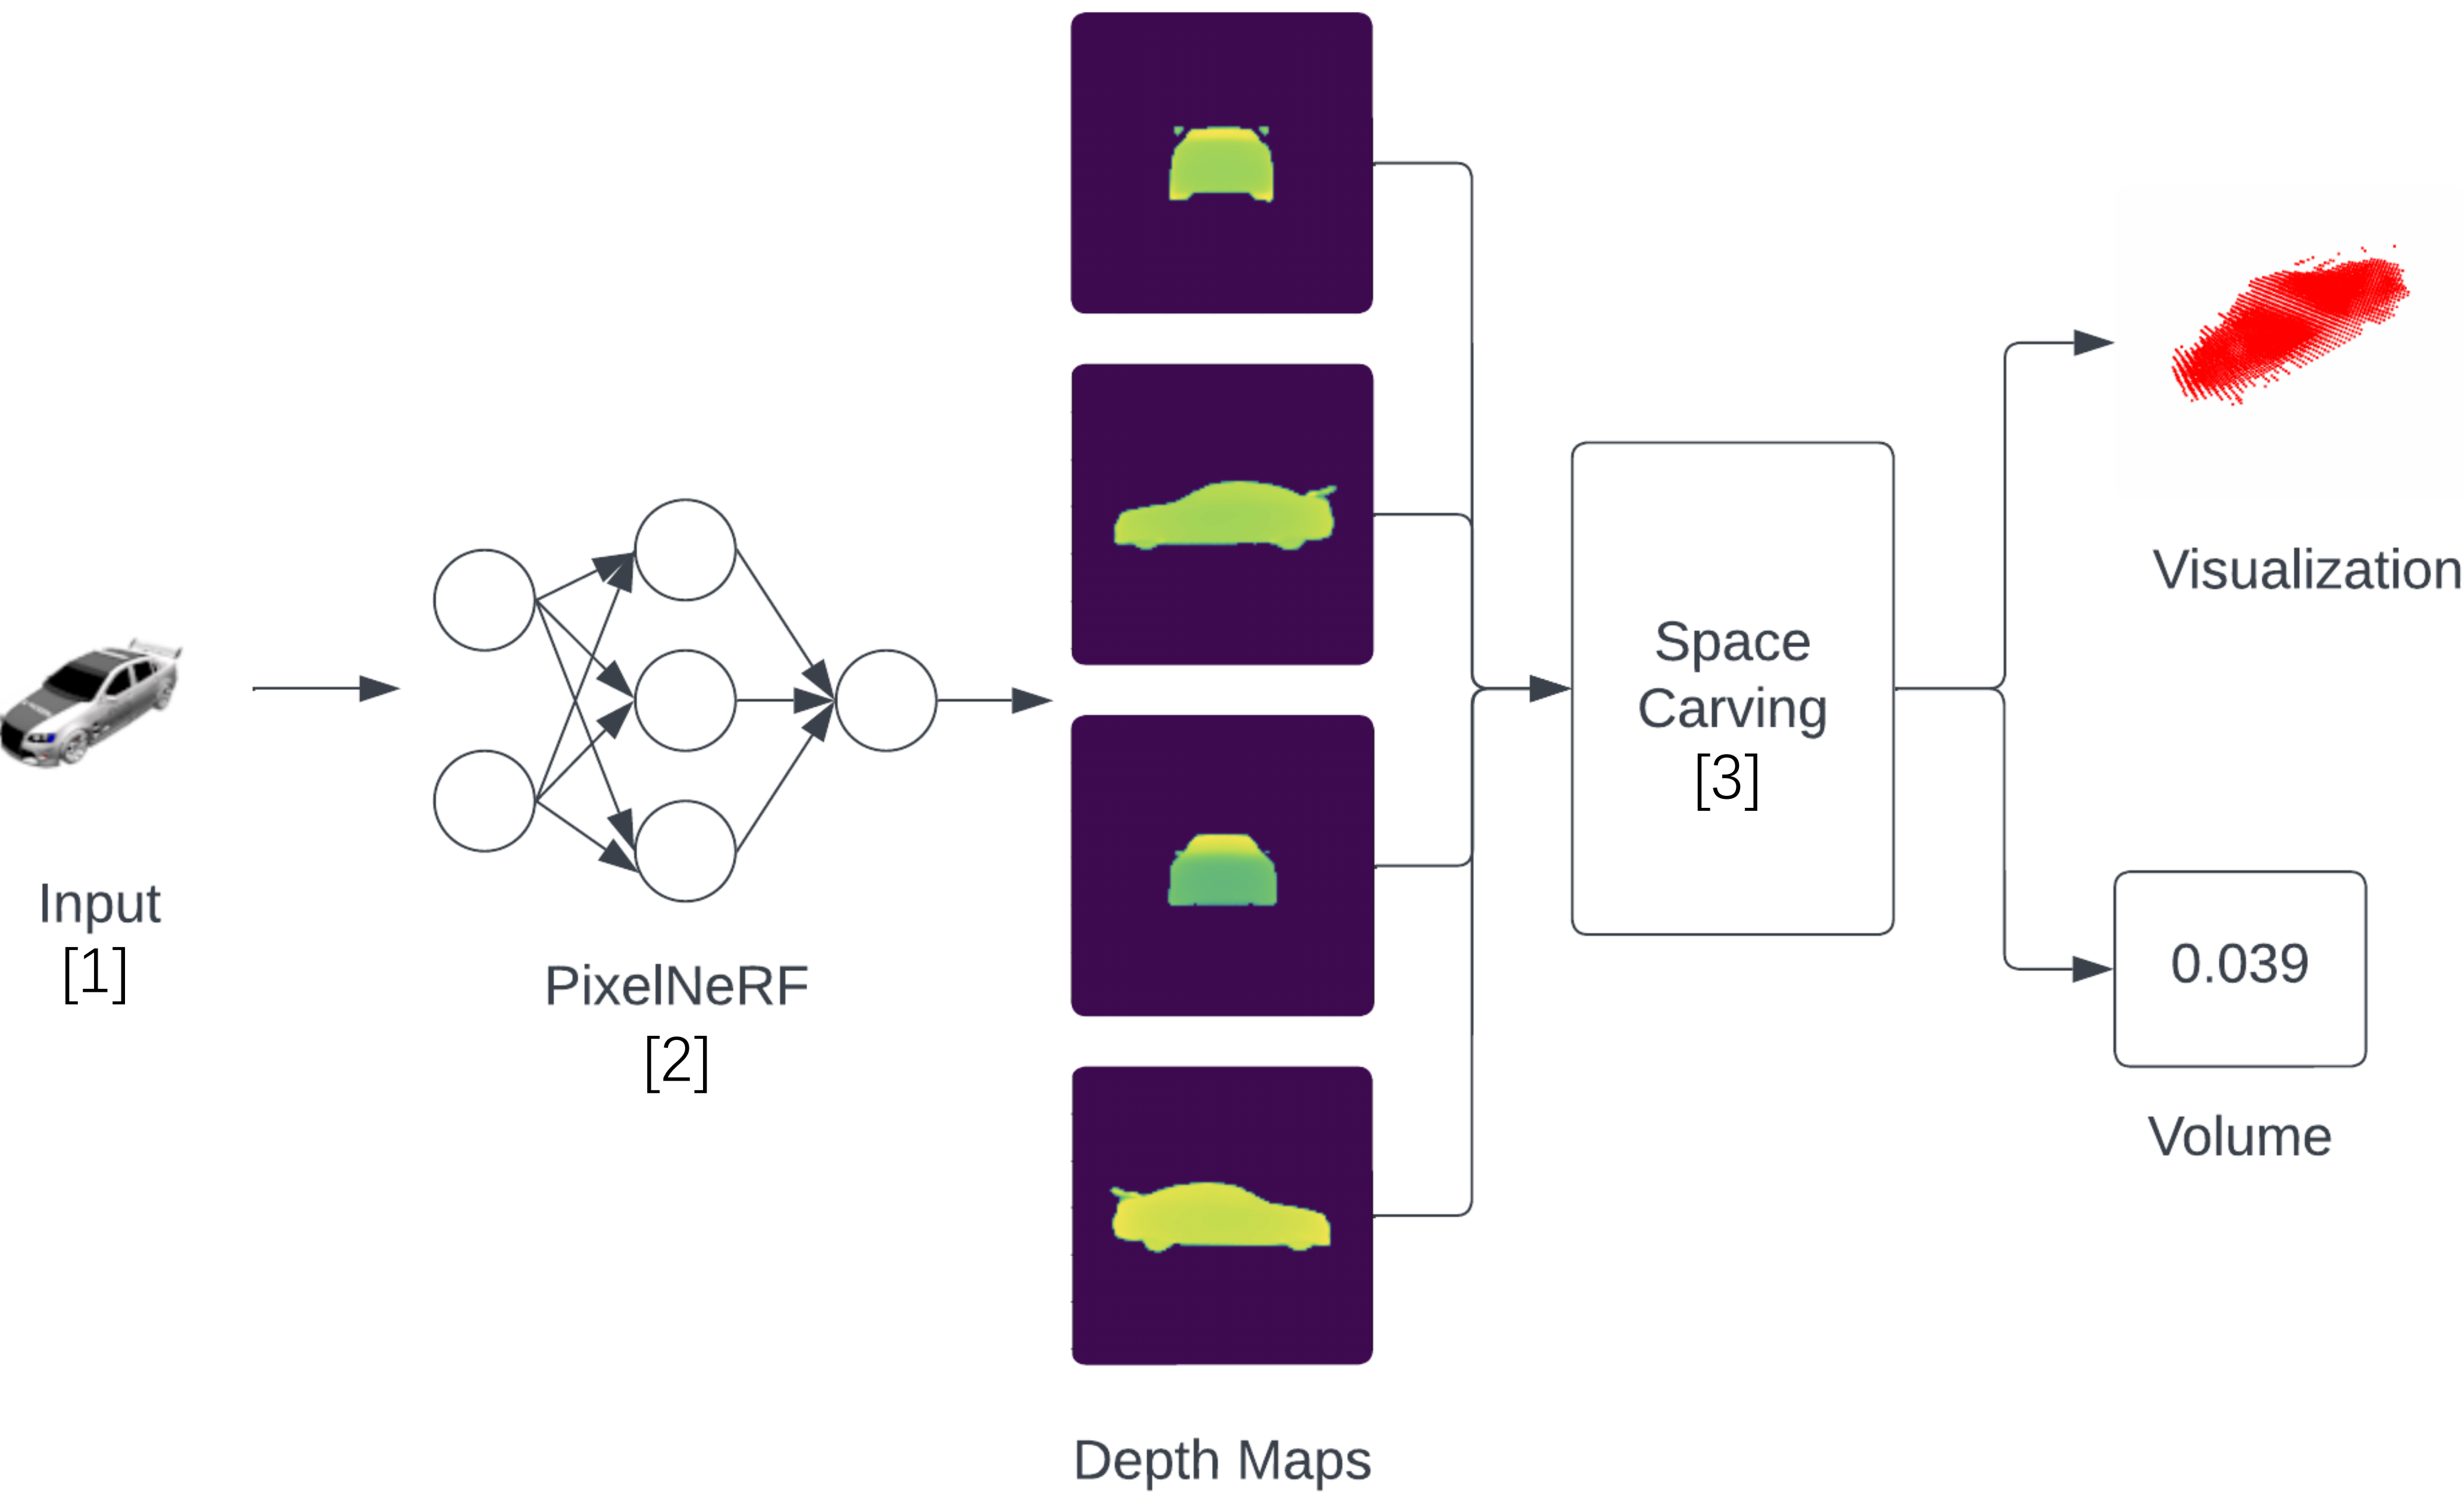 Input
[1]
PixelNeRF
[2]
Depth Maps
Space
Carving
[3]
Visualization
0.039
Volume